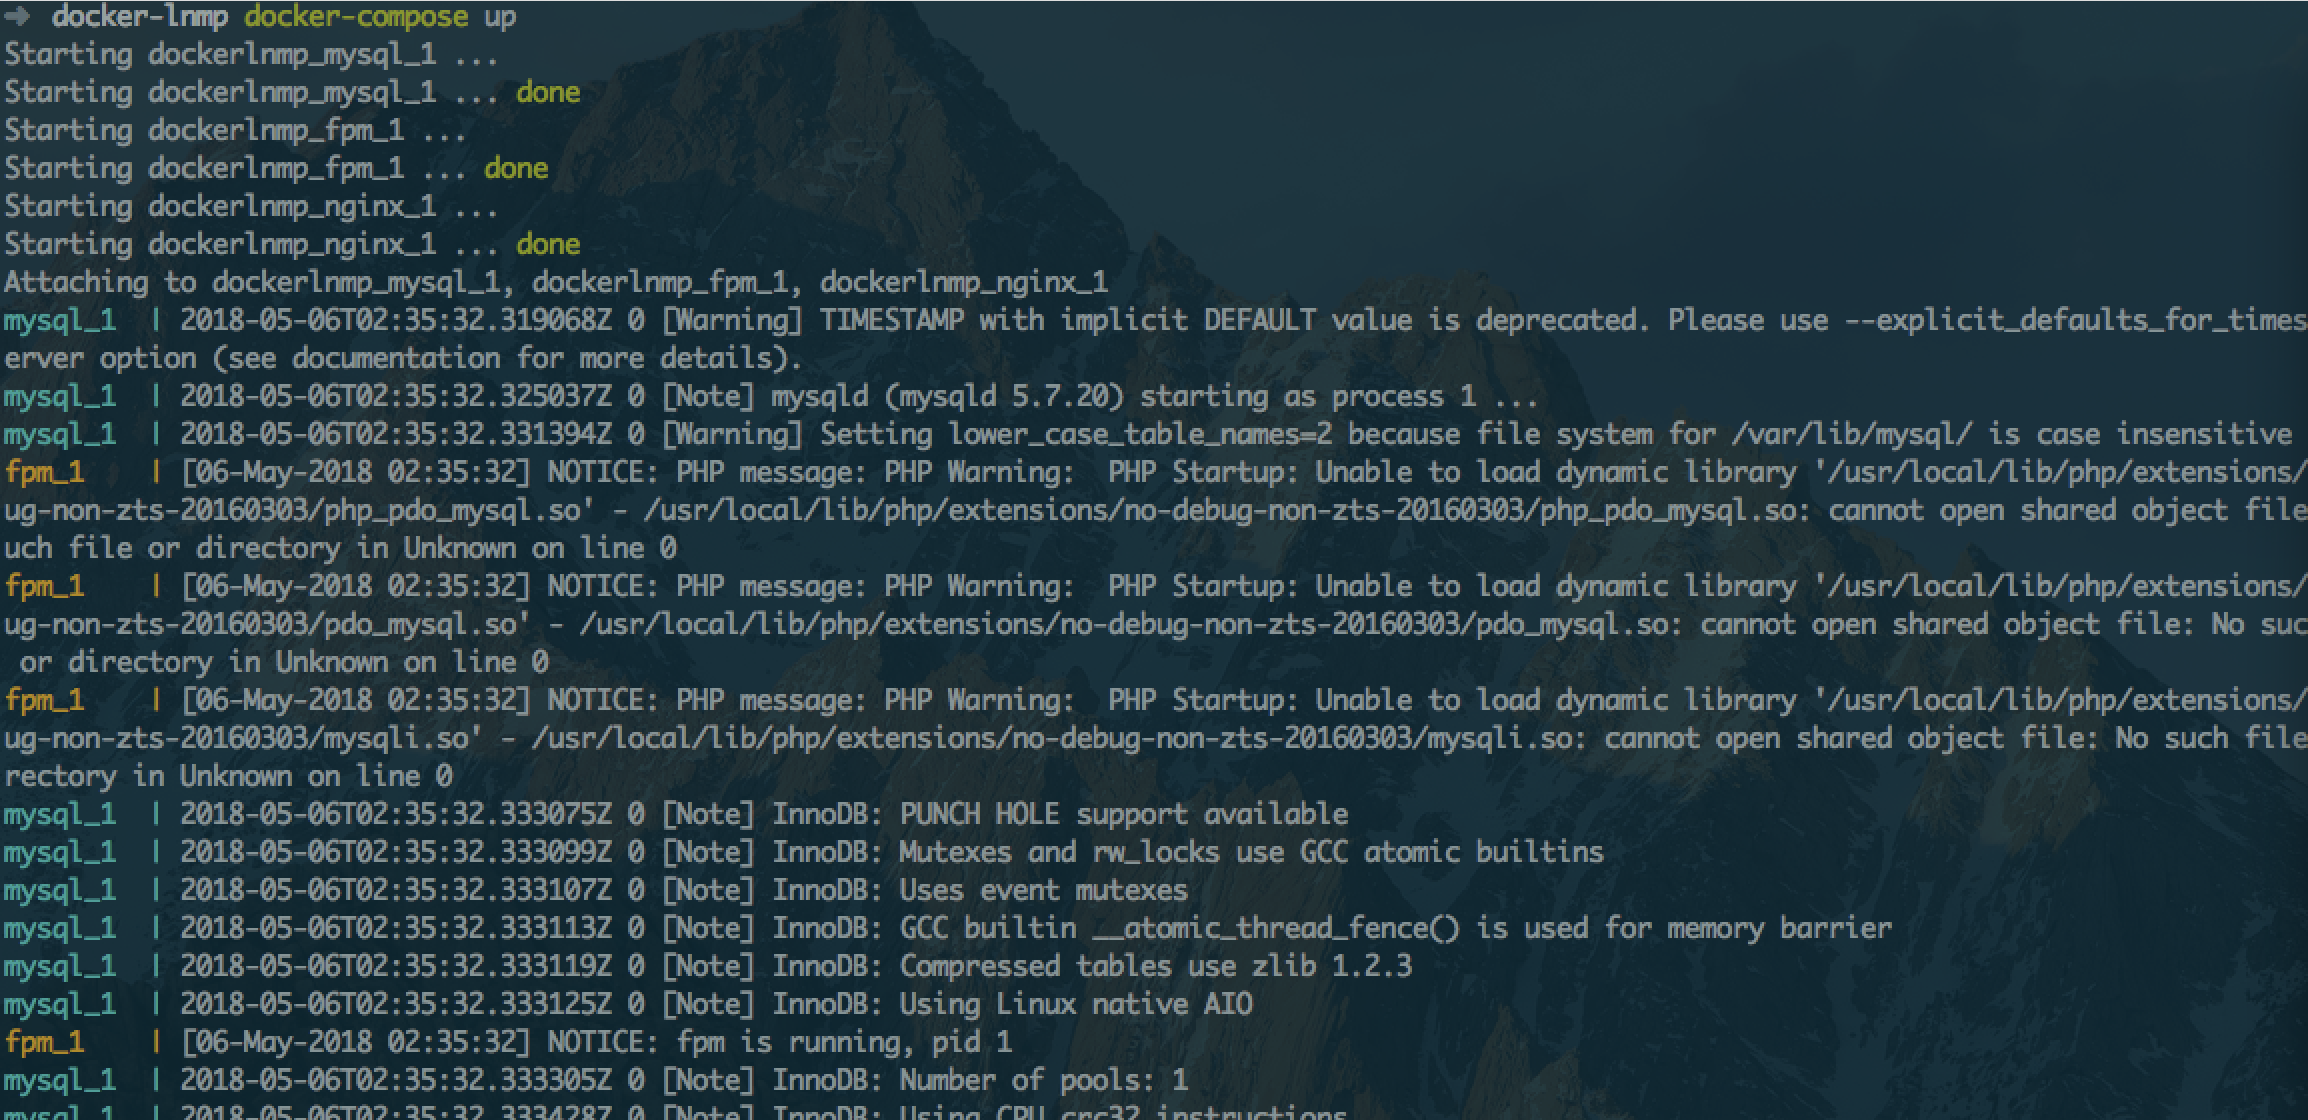 ➜ docker-lnmp docker-compose up
Starting dockerlnmp_mysql_1 ...
Starting dockerlnmp_mysql_1 ... done
Starting dockerlnmp_fpm_1 ...
Starting dockerlnmp_fpm_1 ... done
Starting dockerlnmp_nginx_1 ...
Starting dockerlnmp_nginx_1 ... done
Attaching to dockerlnmp_mysql_1, dockerlnmp_fpm_1, dockerlnmp_nginx_1
mysql_1 | 2018-05-06T02:35:32.319068Z 0 [Warning] TIMESTAMP with implicit DEFAULT value is deprecated. Please use --explicit_defaults_for_times
erver option (see documentation for more details).
mysql_1 | 2018-05-06T02:35:32.325037Z 0 [Note] mysqld (mysqld 5.7.20) starting as process 1 ...
mysql_1 | 2018-05-06T02:35:32.331394Z 0 [Warning] Setting lower_case_table_names=2 because file system for /var/lib/mysql/ is case insensitive
fpm_1 | [06-May-2018 02:35:32] NOTICE: PHP message: PHP Warning:  PHP Startup: Unable to load dynamic library '/usr/local/lib/php/extensions/
ug-non-zts-20160303/php_pdo_mysql.so' - /usr/local/lib/php/extensions/no-debug-non-zts-20160303/php_pdo_mysql.so: cannot open shared object file
uch file or directory in Unknown on line 0
fpm_1 | [06-May-2018 02:35:32] NOTICE: PHP message: PHP Warning:  PHP Startup: Unable to load dynamic library '/usr/local/lib/php/extensions/
ug-non-zts-20160303/pdo_mysql.so' - /usr/local/lib/php/extensions/no-debug-non-zts-20160303/pdo_mysql.so: cannot open shared object file: No suc
or directory in Unknown on line 0
fpm_1 | [06-May-2018 02:35:32] NOTICE: PHP message: PHP Warning:  PHP Startup: Unable to load dynamic library '/usr/local/lib/php/extensions/
ug-non-zts-20160303/mysqli.so' - /usr/local/lib/php/extensions/no-debug-non-zts-20160303/mysqli.so: cannot open shared object file: No such file
rectory in Unknown on line 0
mysql_1 | 2018-05-06T02:35:32.333075Z 0 [Note] InnoDB: PUNCH HOLE support available
mysql_1 | 2018-05-06T02:35:32.333099Z 0 [Note] InnoDB: Mutexes and rw_locks use GCC atomic builtins
mysql_1 | 2018-05-06T02:35:32.333107Z 0 [Note] InnoDB: Uses event mutexes
mysql_1 | 2018-05-06T02:35:32.333113Z 0 [Note] InnoDB: GCC builtin __atomic_thread_fence() is used for memory barrier
mysql_1 | 2018-05-06T02:35:32.333119Z 0 [Note] InnoDB: Compressed tables use zlib 1.2.3
mysql_1 | 2018-05-06T02:35:32.333125Z 0 [Note] InnoDB: Using Linux native AIO
fpm_1 | [06-May-2018 02:35:32] NOTICE: fpm is running, pid 1
mysql_1 | 2018-05-06T02:35:32.333305Z 0 [Note] InnoDB: Number of pools: 1
mysql_1 | 2018-05-06T02:35:32.333428Z 0 [Note] InnoDB: Using CPU crc32 instructions